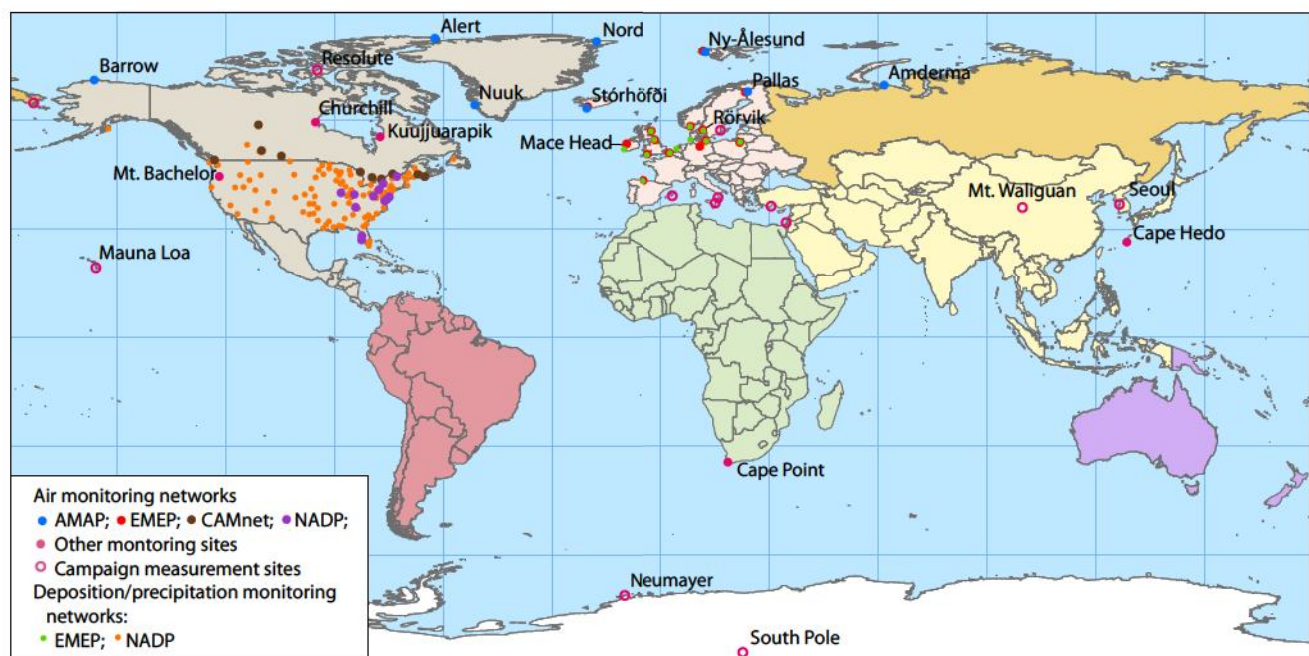 Alert
Nord
Ny-Ålesund
Barrow
Resolute
Nuuk
Stórhöfði
Pallas
Amderma
Churchill
Kuujjuarapik
Mace Head
Rörvik
Mt. Bachelor
Mt. Waliguan
Seoul
Cape Hedo
Mauna Loa
Cape Point
Neumayer
South Pole
Air monitoring networks
AMAP; EMEP; CAMnet; NADP;
Other montoring sites
Campaign measurement sites
Deposition/precipitation monitoring
networks:
EMEP; NADP